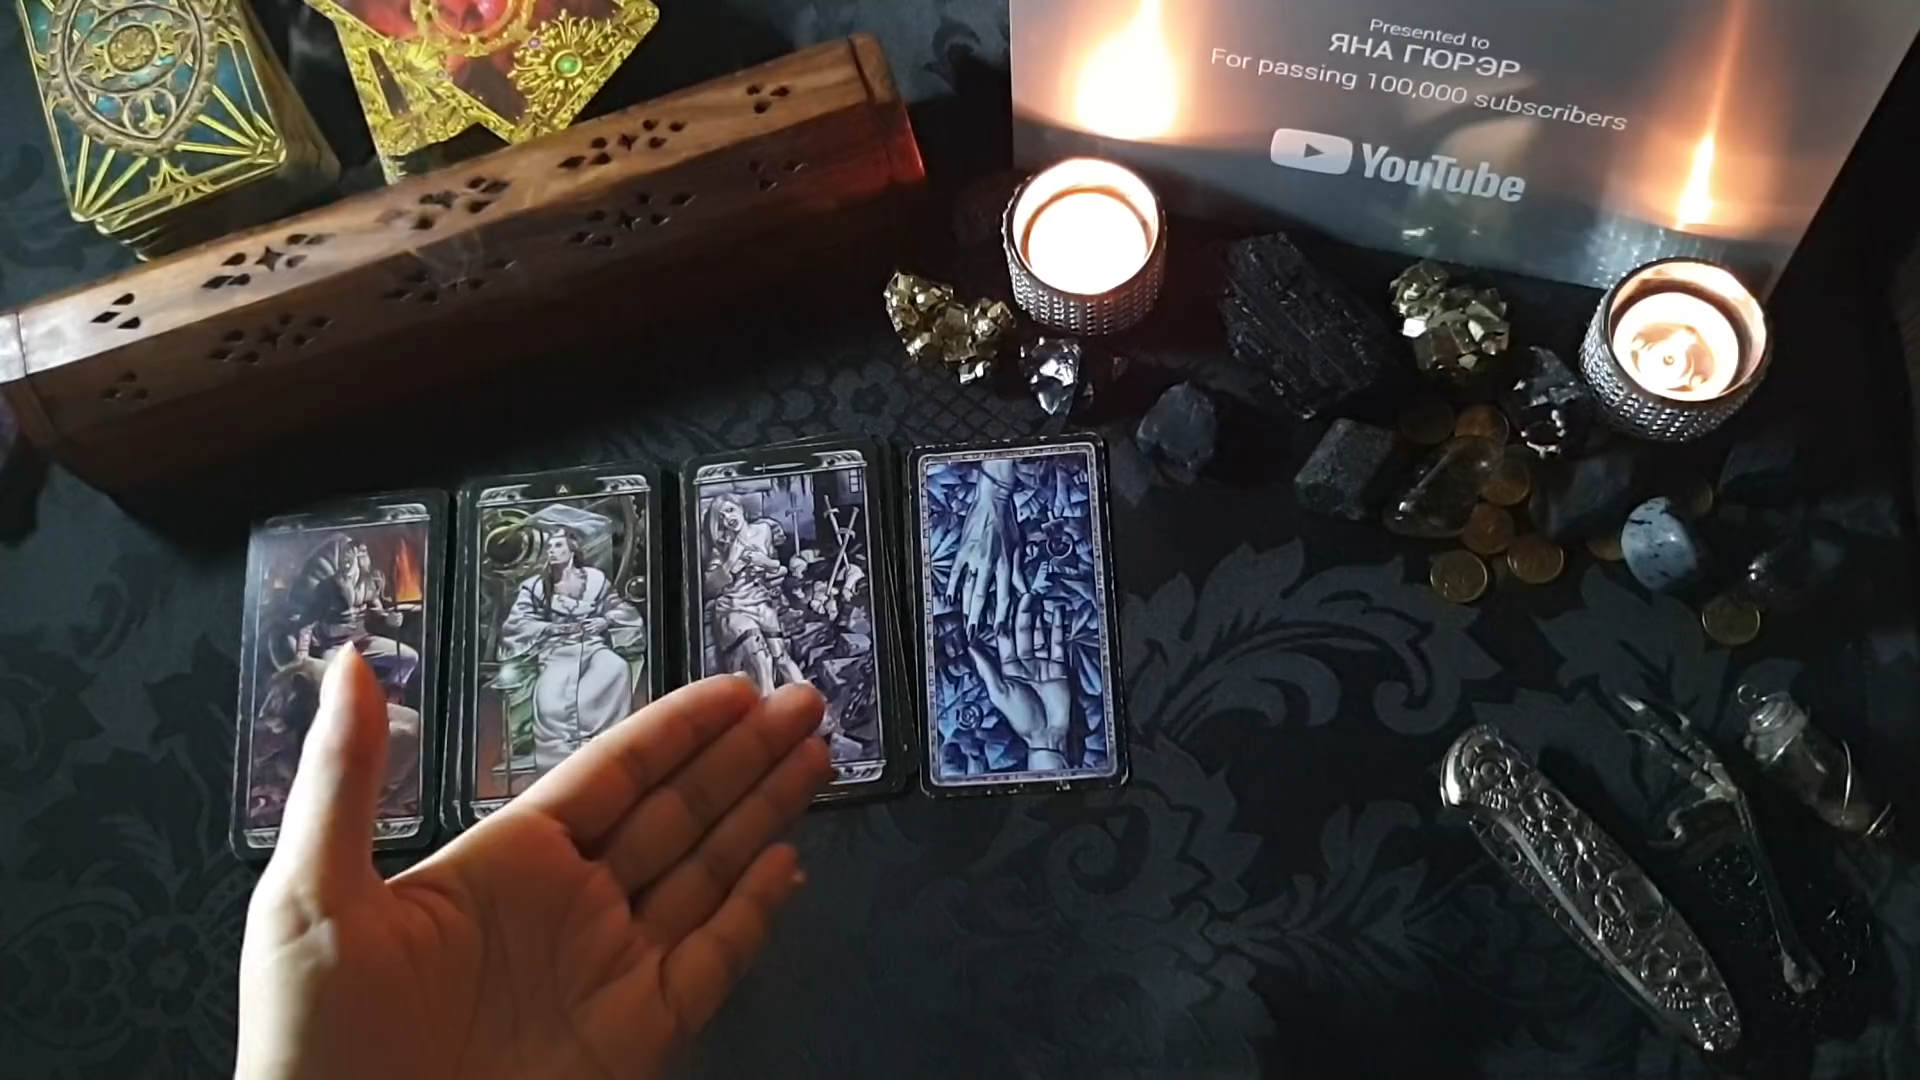 Presented to
ЯНА ГЮРЭР
For passing 100,000 subscribers
YouTube